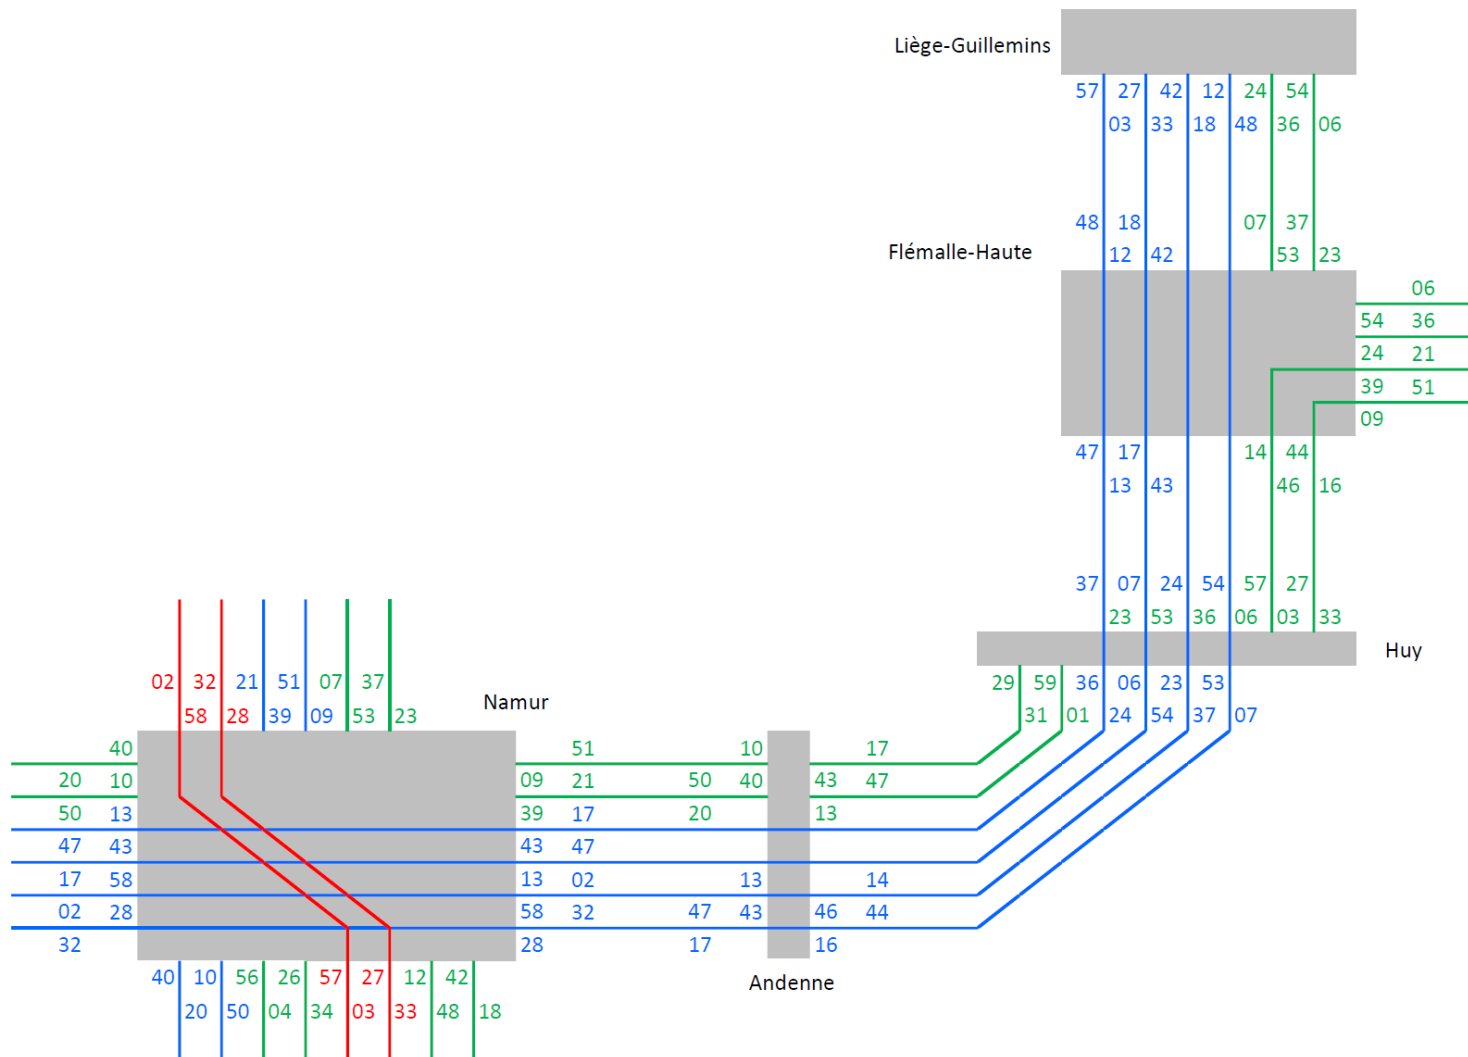 Liège-Guillemins
57 27 42 12 24 54
03 33 18 48 36 06
48 18 07 37
Flémalle-Haute
12 42 53 23
06
54 36
24 21
39 51
09
47 17 14 44
13 43 46 16
37 07 24 54 57 27
23 53 36 06 03 33
Huy
02 32 21 51 07 37
Namur
29 59 36 06 23 53
58 28 39 09 53 23
31 01 24 54 37 07
40 51 10 17
20 10 09 21 50 40 43 47
50 13 39 17 20 13
47 43 43 47
17 58 13 02 13 14
02 28 58 32 47 43 46 44
32 28 17 16
40 10 56 26 57 27 12 42
Andenne
20 50 04 34 03 33 48 18